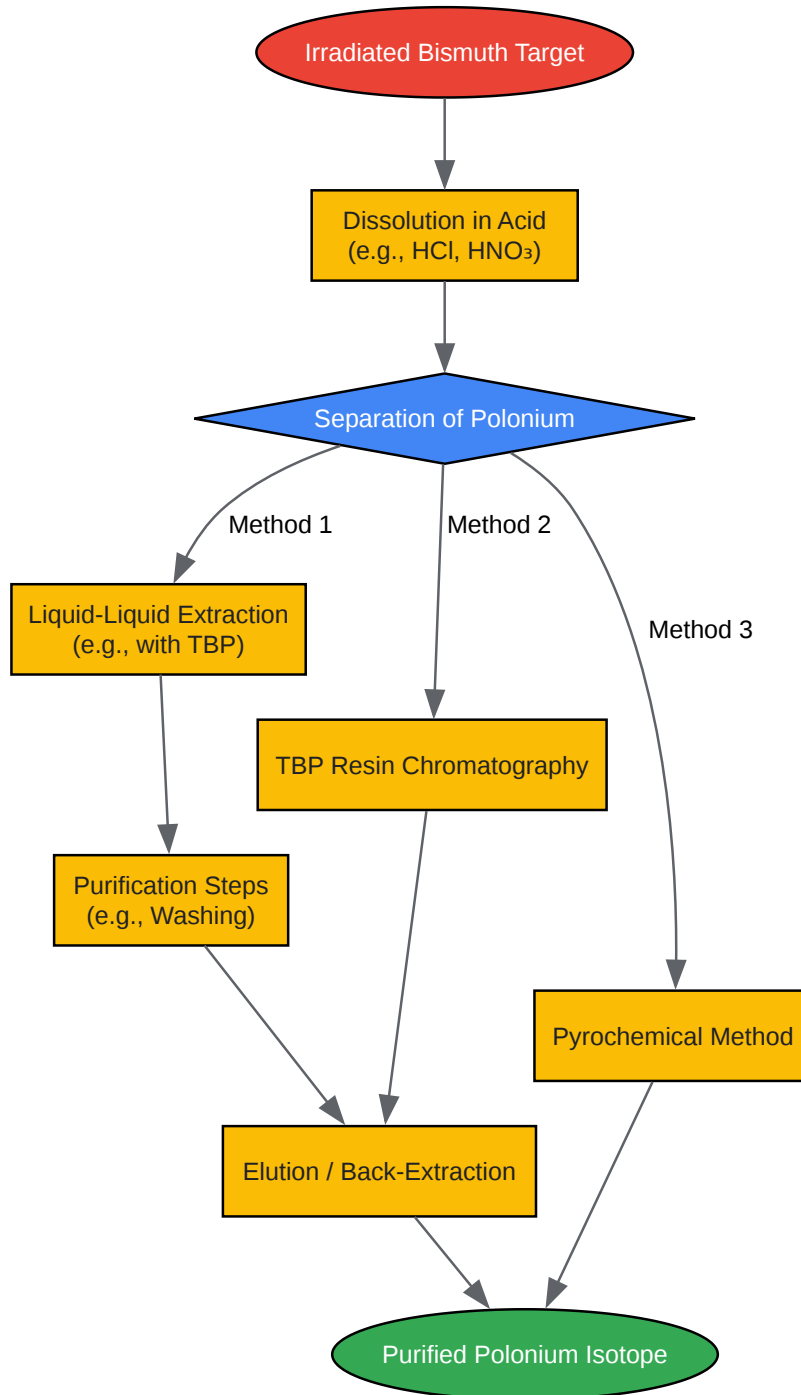 Irradiated Bismuth Target
Dissolution in Acid
(e.g., HCl, HNO₃)
Separation of Polonium
Method 1
Method 2
Liquid-Liquid Extraction
(e.g., with TBP)
Method 3
TBP Resin Chromatography
Purification Steps
(e.g., Washing)
Pyrochemical Method
Elution / Back-Extraction
Purified Polonium Isotope